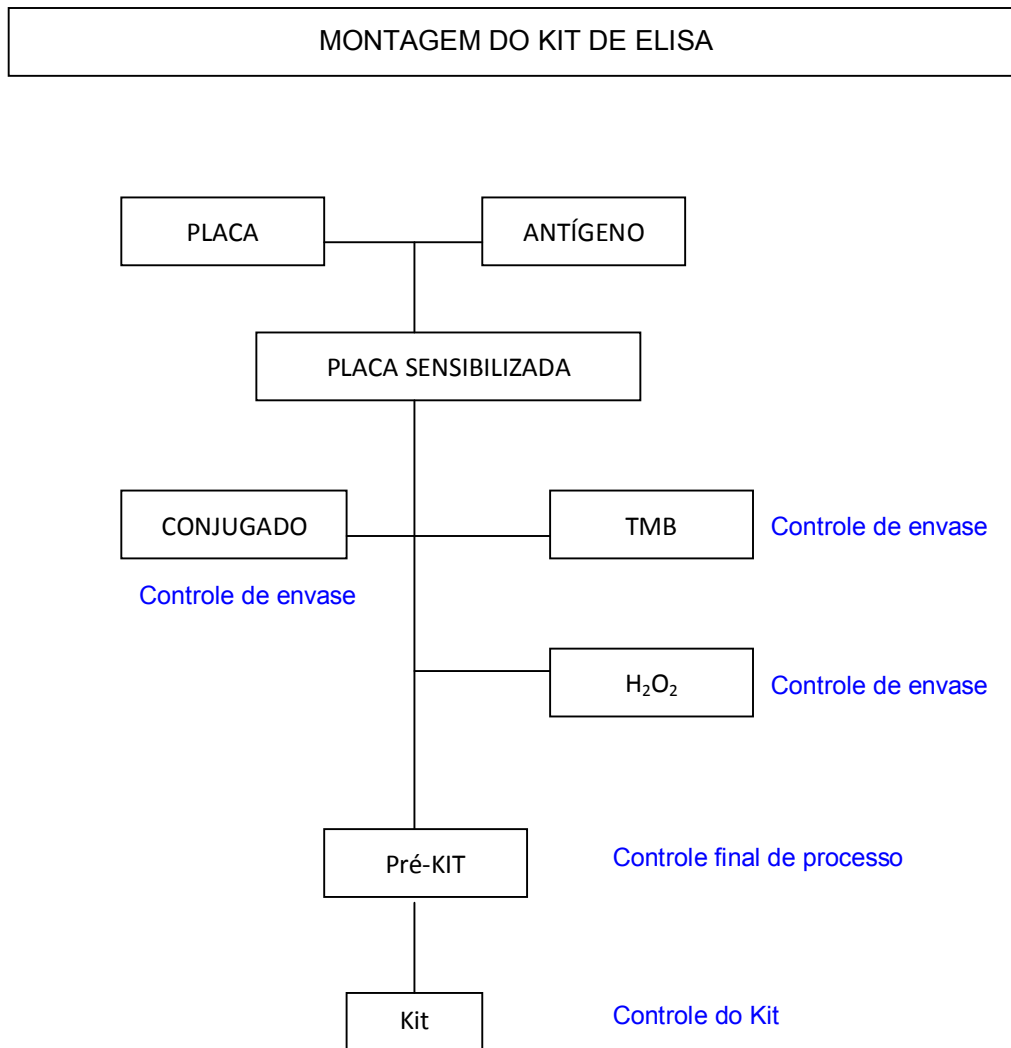 MONTAGEM DO KIT DE ELISA
PLACA
ANTÍGENO
PLACA SENSIBILIZADA
CONJUGADO
TMB
Controle de envase
Controle de envase
H₂O₂
Controle de envase
Pré-KIT
Controle final de processo
Kit
Controle do Kit